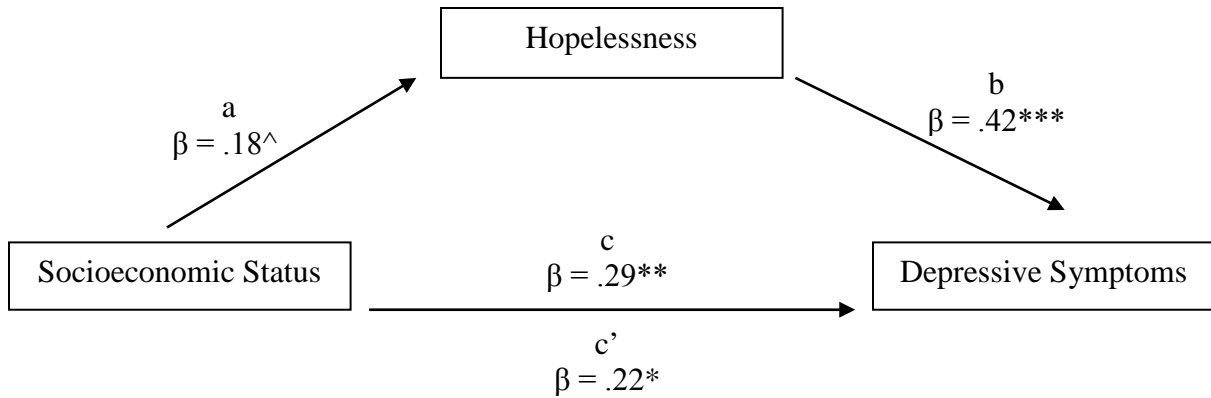 Hopelessness
a
β = .18^
b
β = .42***
Socioeconomic Status
c
β = .29**
Depressive Symptoms
c’
β = .22*